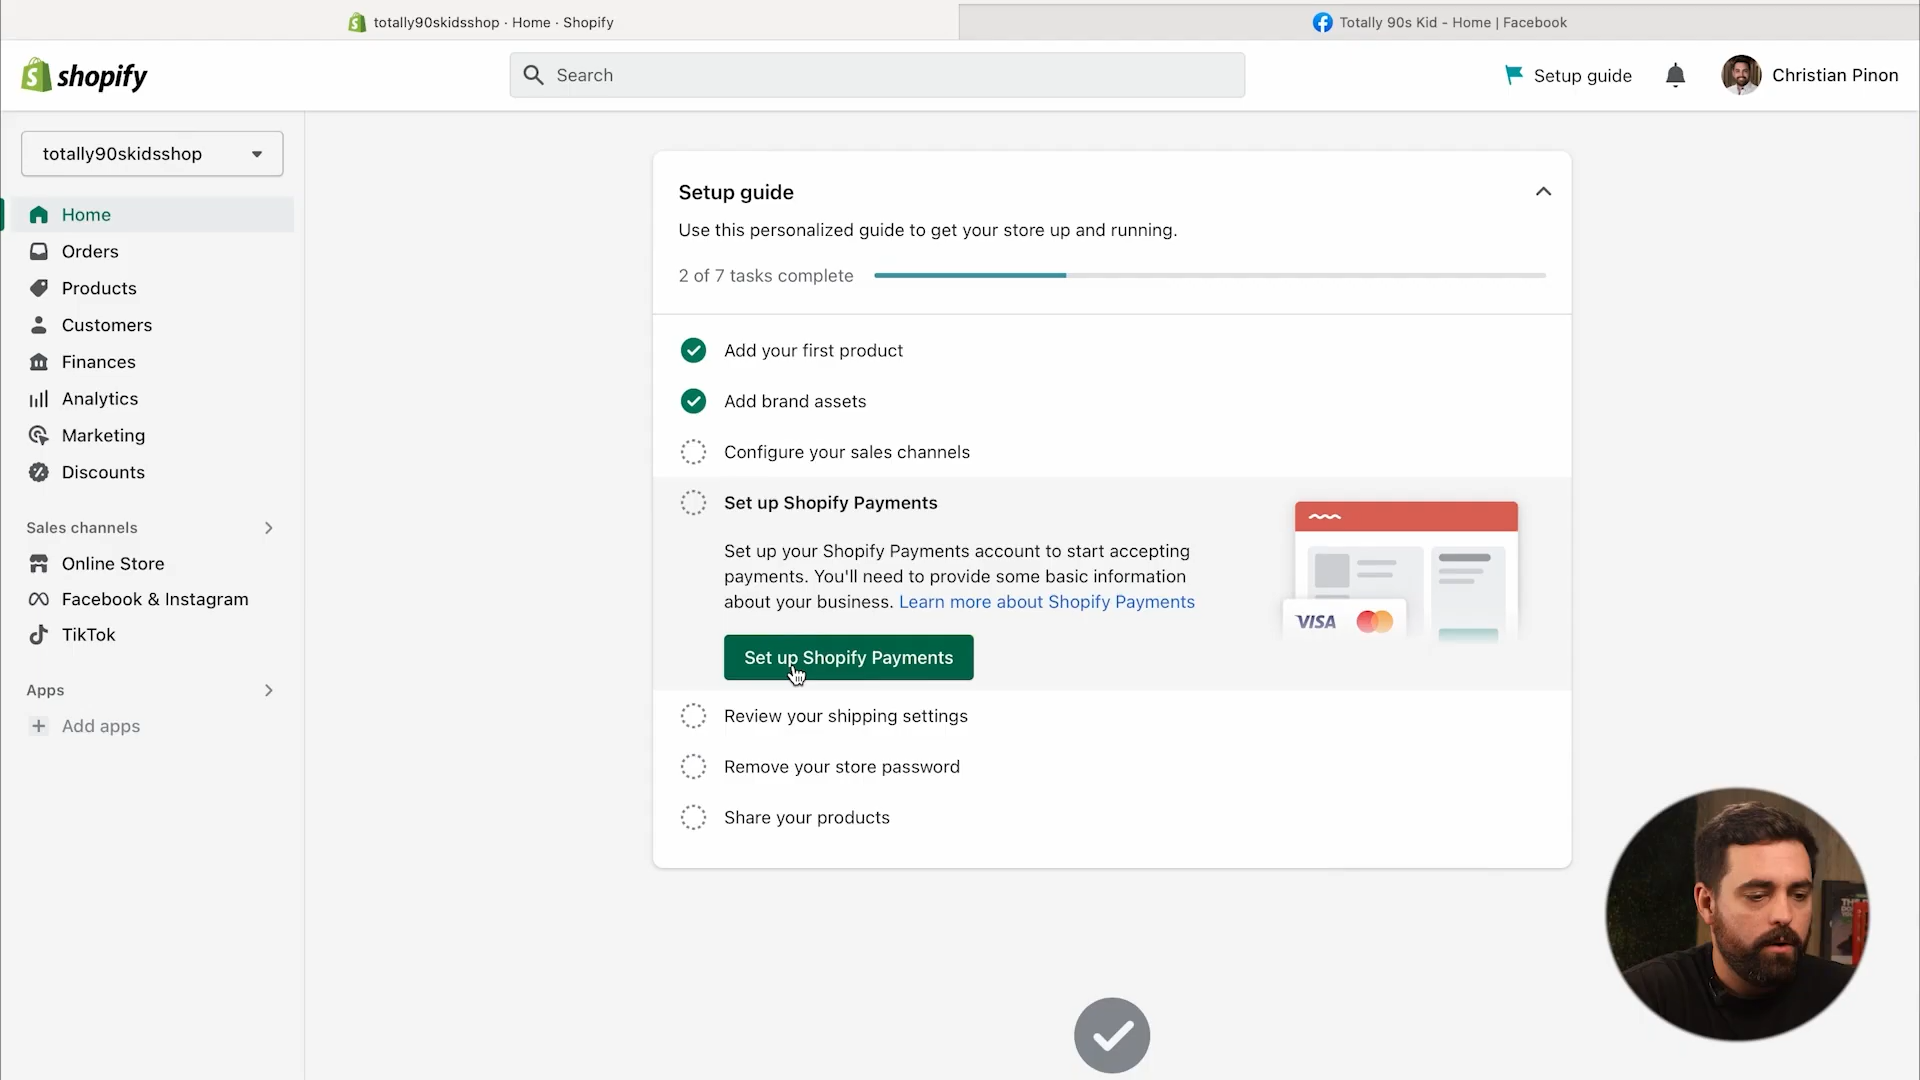 totally90skidsshop · Home · Shopify
Totally 90s Kid - Home | Facebook
shopify
Search
Setup guide
Christian Pinon
totally90skidsshop
Home
Orders
Products
Customers
Finances
Analytics
Marketing
Discounts
Sales channels
Online Store
Facebook & Instagram
TikTok
Apps
Add apps
Setup guide
Use this personalized guide to get your store up and running.
2 of 7 tasks complete
Add your first product
Add brand assets
Configure your sales channels
Set up Shopify Payments
Set up your Shopify Payments account to start accepting
payments. You'll need to provide some basic information
about your business. Learn more about Shopify Payments
VISA
Set up Shopify Payments
Review your shipping settings
Remove your store password
Share your products